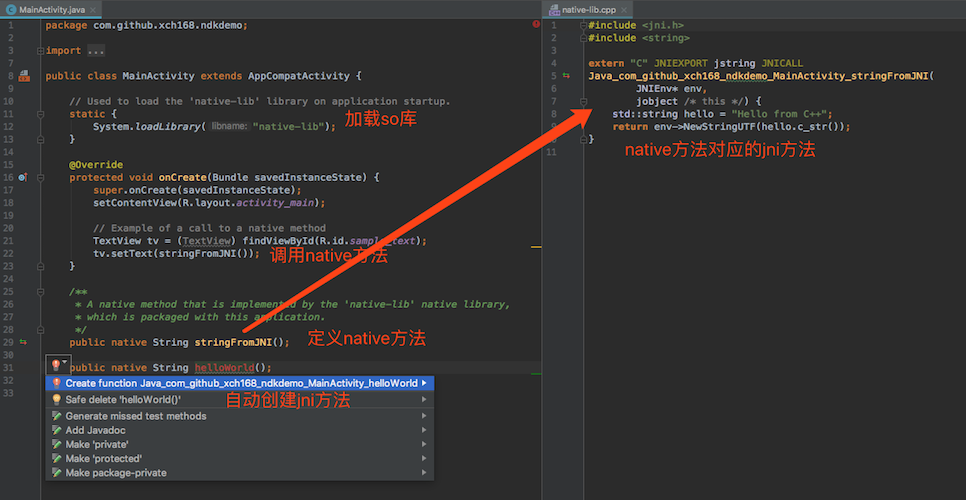 MainActivity.java
1 package com.github.xch168.ndkdemo;
2
3 import ...
7
8 public class MainActivity extends AppCompatActivity {
9
10 // Used to load the 'native-lib' library on application startup.
11 static {
12 System.loadLibrary( libname: "native-lib");
加载so库
13 }
14
15 @Override
16 protected void onCreate(Bundle savedInstanceState) {
17 super.onCreate(savedInstanceState);
18 setContentView(R.layout.activity_main);
19
20 // Example of a call to a native method
21 TextView tv = (TextView) findViewById(R.id.sample_text);
22 tv.setText(stringFromJNI());
调用native方法
23 }
24
25 /**
26 * A native method that is implemented by the 'native-lib' native library,
27 * which is packaged with this application.
28 */
29 public native String stringFromJNI();
定义native方法
30
31 public native String helloWorld();
32
33
Create function Java_com_github_xch168_ndkdemo_MainActivity_helloWorld
Safe delete 'helloWorld()'
自动创建jni方法
Generate missed test methods
Add Javadoc
Make 'private'
Make 'protected'
Make package-private
native-lib.cpp
1 #include <jni.h>
2 #include <string>
3
4 extern "C" JNIEXPORT jstring JNICALL
5 Java_com_github_xch168_ndkdemo_MainActivity_stringFromJNI(
6 JNIEnv* env,
7 jobject /* this */) {
8 std::string hello = "Hello from C++";
9 return env->NewStringUTF(hello.c_str());
10 }
11
native方法对应的jni方法